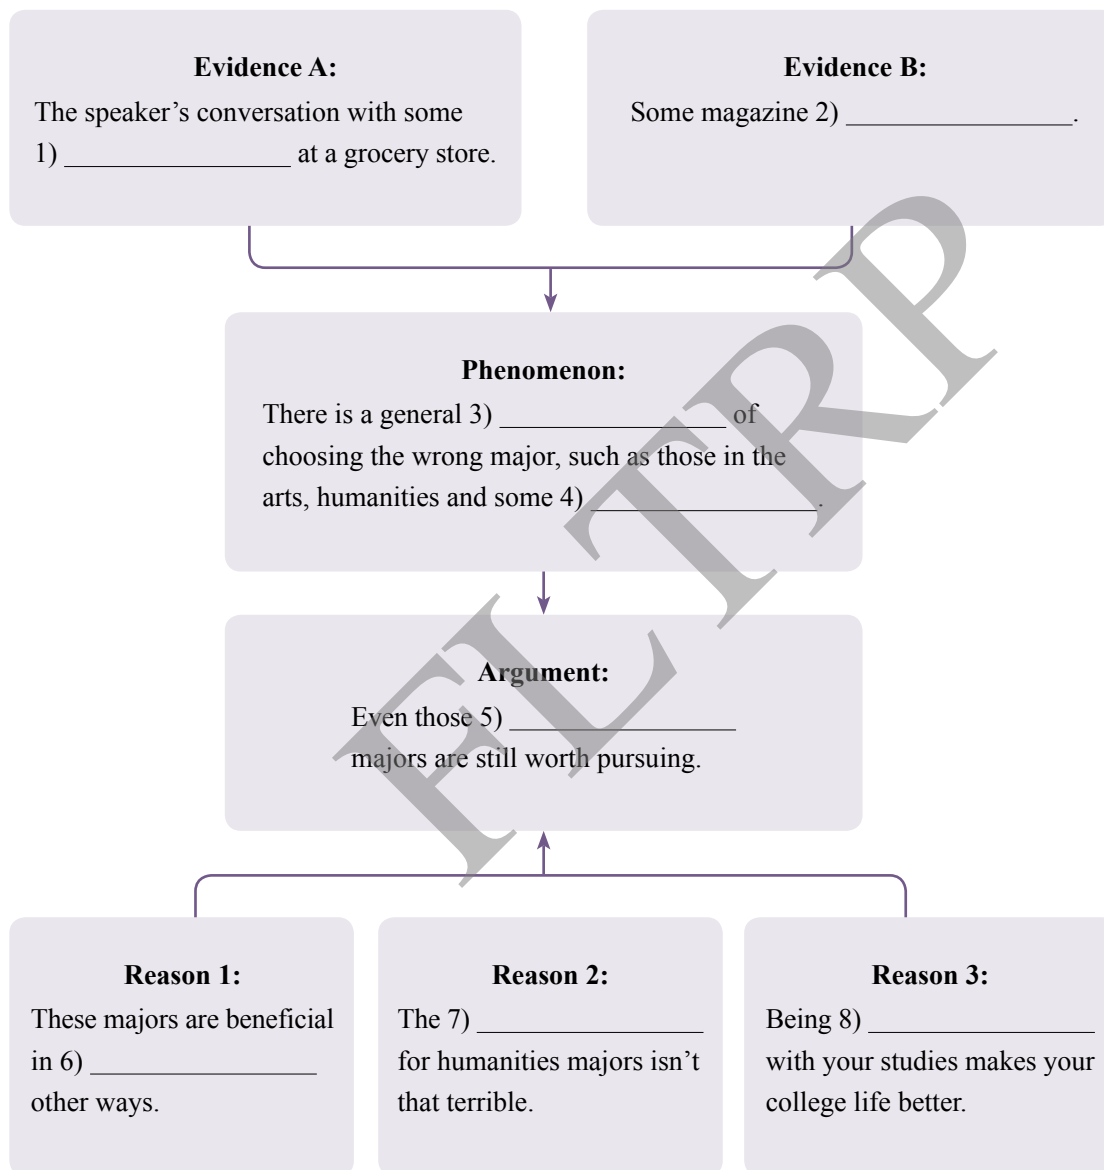 Evidence A:
The speaker’s conversation with some
1) ________________ at a grocery store.
Evidence B:
Some magazine 2) ________________.
Phenomenon:
There is a general 3) ________________ of
choosing the wrong major, such as those in the
arts, humanities and some 4) ________________.
Argument:
Even those 5) ________________
majors are still worth pursuing.
Reason 1:
These majors are beneficial
in 6) ________________
other ways.
Reason 2:
The 7) ________________
for humanities majors isn’t
that terrible.
Reason 3:
Being 8) ________________
with your studies makes your
college life better.
FLTRP